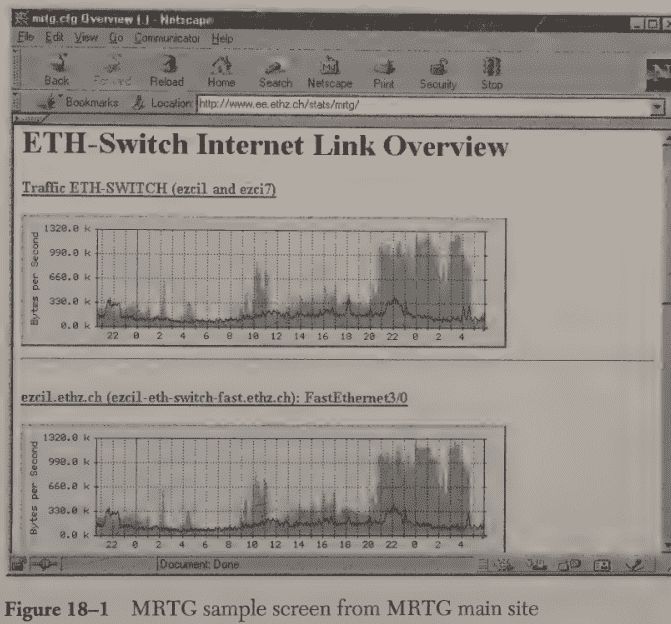 mrtg.cfg Overview (.) - Netscape
File Edit View Go Communicator Help
Back Forward Reload Home Search Netscape Print Security Stop
Bookmarks Location: http://www.ee.ethz.ch/stats/mrtg/
ETH-Switch Internet Link Overview
Traffic ETH-SWITCH (ezci1 and ezci7)
Bytes per Second
1320.0 k
990.0 k
660.0 k
330.0 k
0.0 k
22 0 2 4 6 8 10 12 14 16 18 20 22 0 2 4
ezci1.ethz.ch (ezci1-eth-switch-fast.ethz.ch): FastEthernet3/0
Bytes per Second
1320.0 k
990.0 k
660.0 k
330.0 k
0.0 k
22 0 2 4 6 8 10 12 14 16 18 20 22 0 2 4
Document: Done
Figure 18–1 MRTG sample screen from MRTG main site